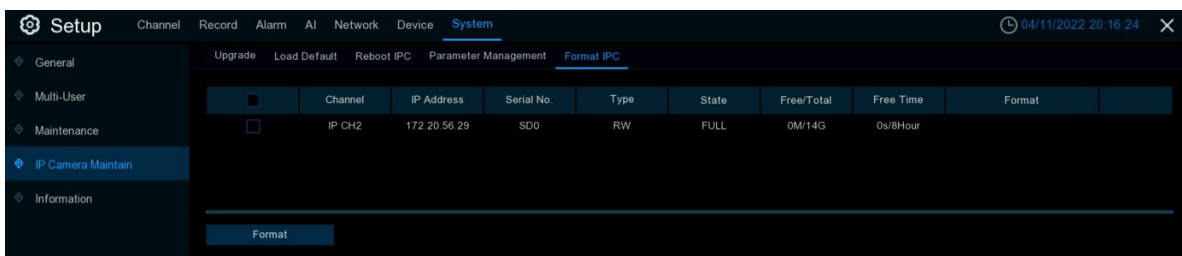 Setup Channel Record Alarm AI Network Device System 04/11/2022 20:16:24
Upgrade Load Default Reboot IPC Parameter Management Format IPC
General
Multi-User
Maintenance
IP Camera Maintain
Information
Channel IP Address Serial No. Type State Free/Total Free Time Format
IP CH2 172.20.56.29 SD0 RW FULL 0M/14G 0s/8Hour
Format